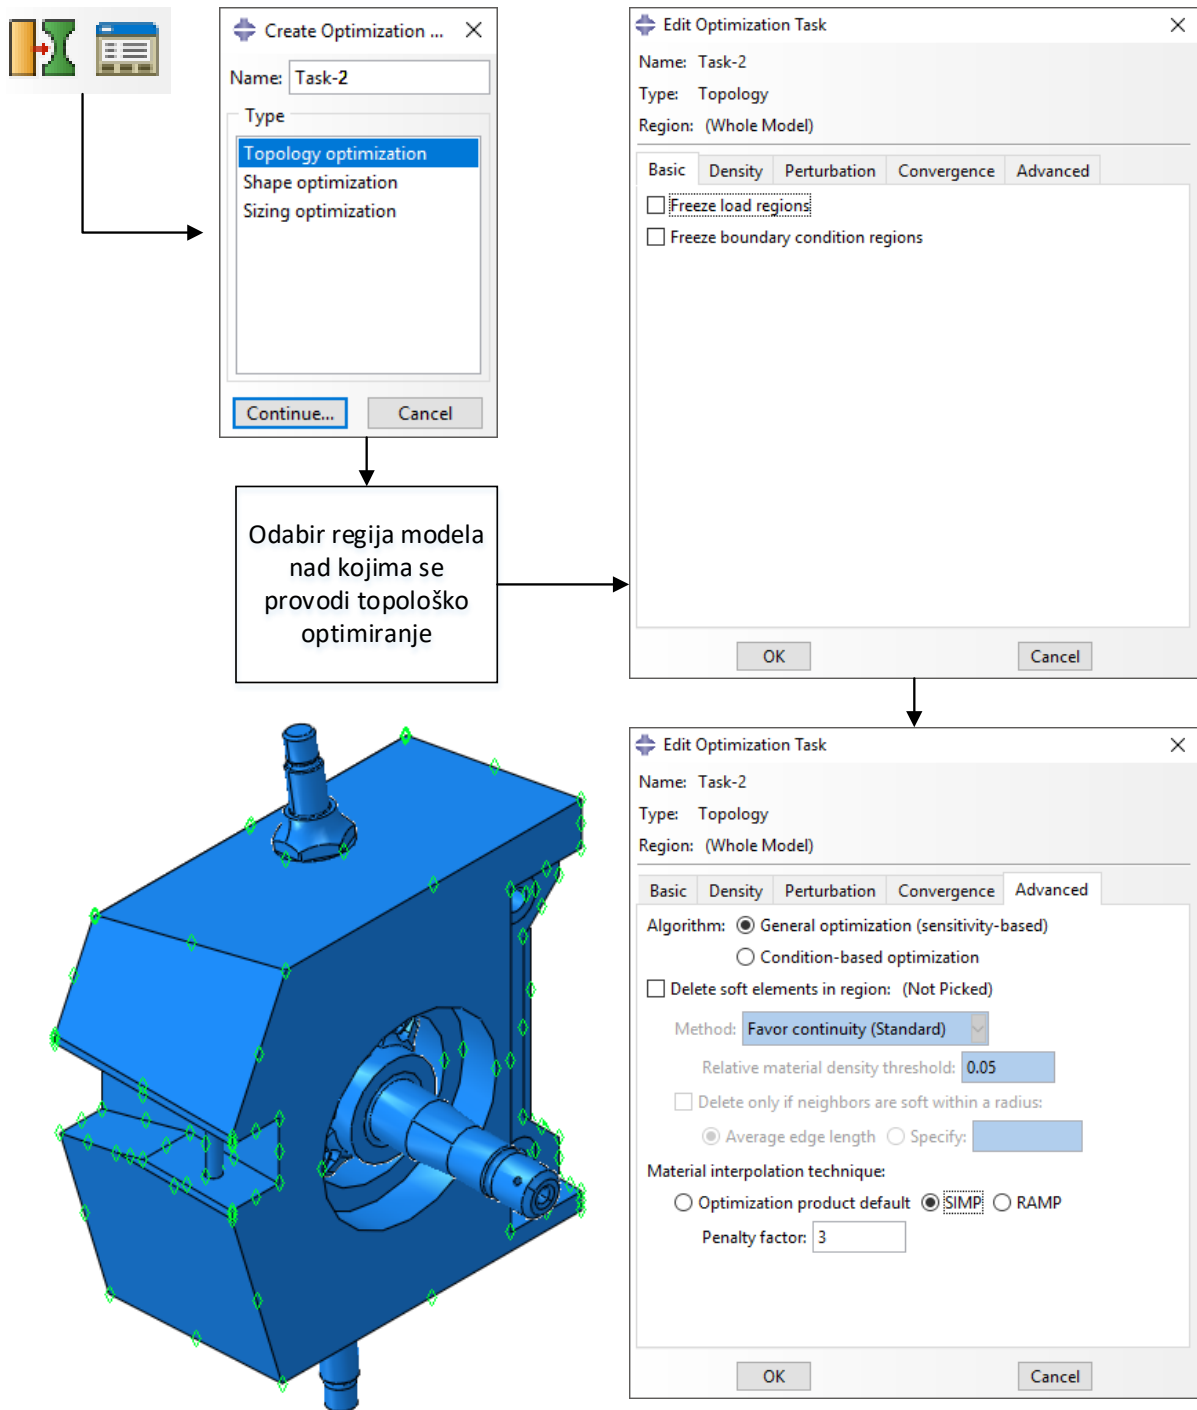 Create Optimization ...
Name: Task-2
Type
Topology optimization
Shape optimization
Sizing optimization
Continue... Cancel
Odabir regija modela
nad kojima se
provodi topološko
optimiranje
Edit Optimization Task
Name: Task-2
Type: Topology
Region: (Whole Model)
Basic Density Perturbation Convergence Advanced
Freeze load regions
Freeze boundary condition regions
OK Cancel
Edit Optimization Task
Name: Task-2
Type: Topology
Region: (Whole Model)
Basic Density Perturbation Convergence Advanced
Algorithm: General optimization (sensitivity-based)
Condition-based optimization
Delete soft elements in region: (Not Picked)
Method: Favor continuity (Standard)
Relative material density threshold: 0.05
Delete only if neighbors are soft within a radius:
Average edge length Specify:
Material interpolation technique:
Optimization product default SIMP RAMP
Penalty factor: 3
OK Cancel